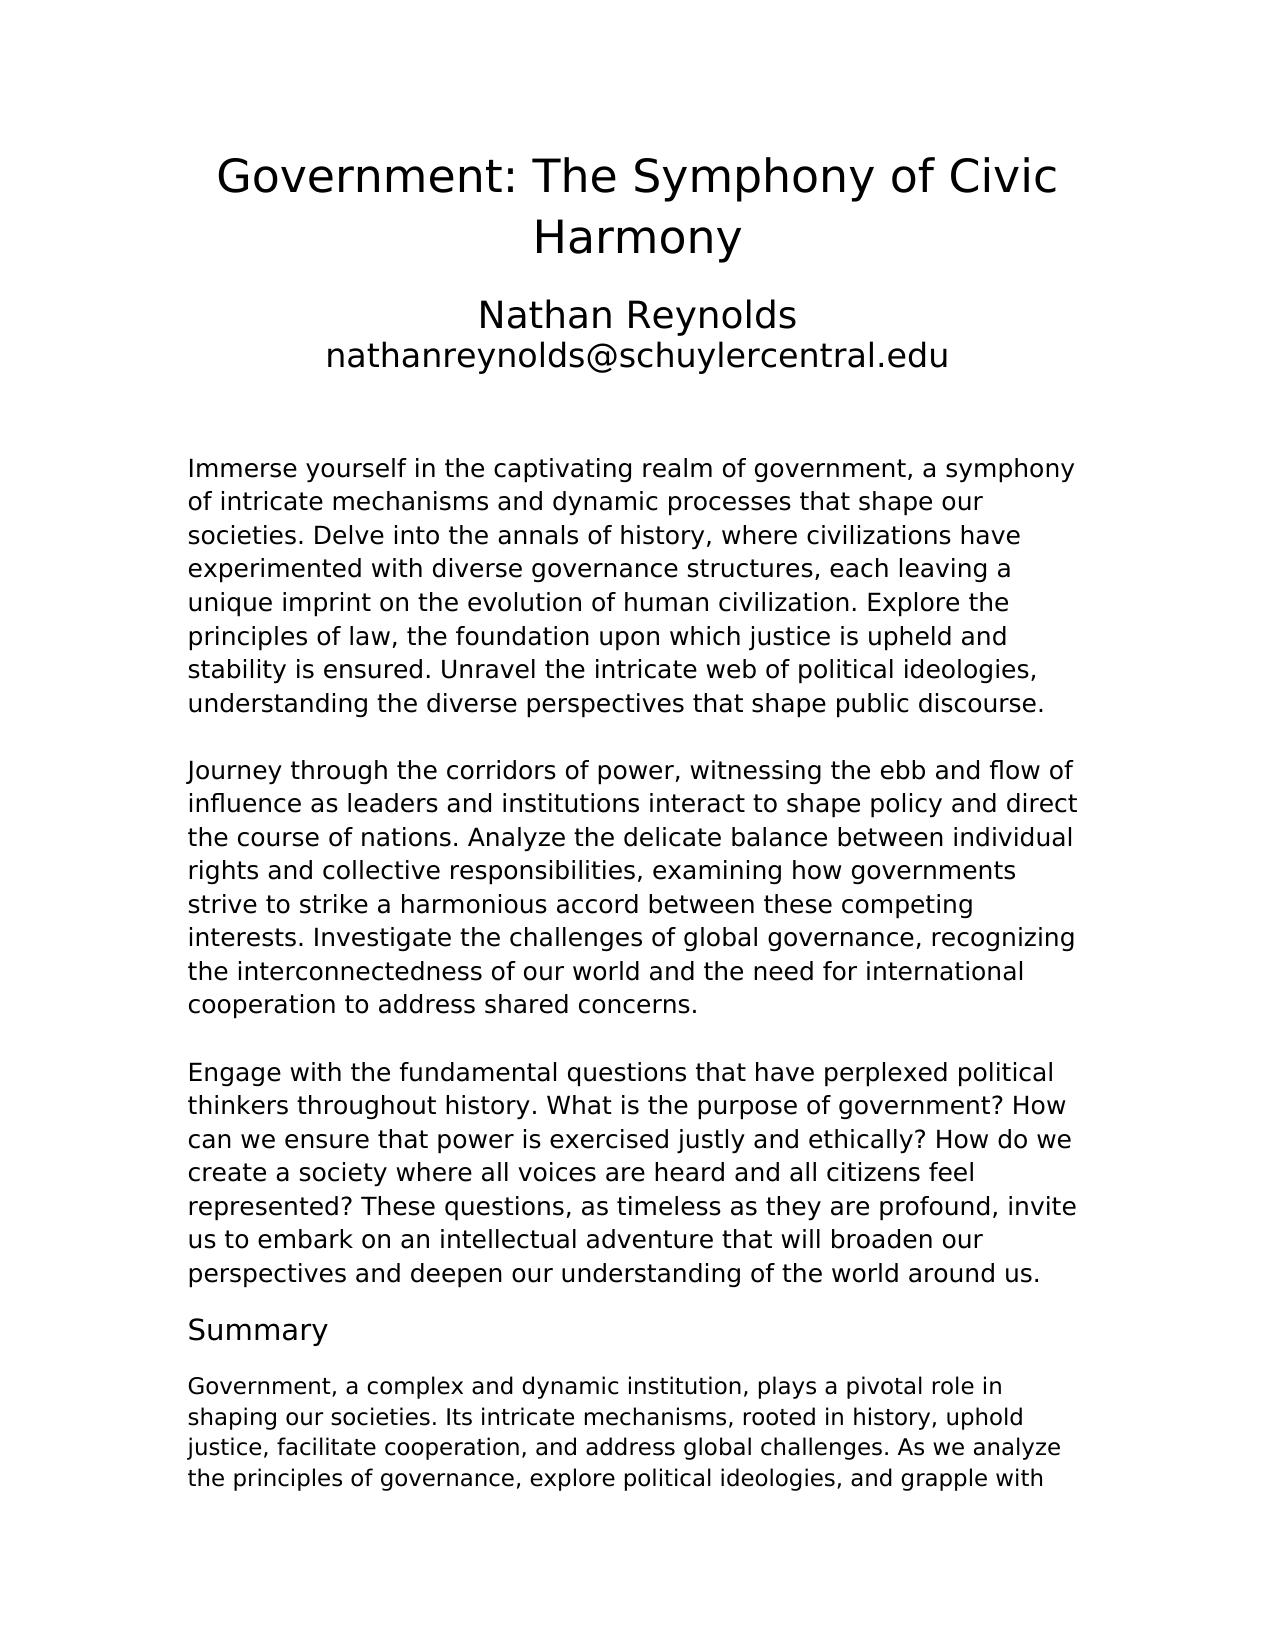 Government: The Symphony of Civic
Harmony
Nathan Reynolds
nathanreynolds@schuylercentral.edu
Immerse yourself in the captivating realm of government, a symphony
of intricate mechanisms and dynamic processes that shape our
societies. Delve into the annals of history, where civilizations have
experimented with diverse governance structures, each leaving a
unique imprint on the evolution of human civilization. Explore the
principles of law, the foundation upon which justice is upheld and
stability is ensured. Unravel the intricate web of political ideologies,
understanding the diverse perspectives that shape public discourse.
Journey through the corridors of power, witnessing the ebb and flow of
influence as leaders and institutions interact to shape policy and direct
the course of nations. Analyze the delicate balance between individual
rights and collective responsibilities, examining how governments
strive to strike a harmonious accord between these competing
interests. Investigate the challenges of global governance, recognizing
the interconnectedness of our world and the need for international
cooperation to address shared concerns.
Engage with the fundamental questions that have perplexed political
thinkers throughout history. What is the purpose of government? How
can we ensure that power is exercised justly and ethically? How do we
create a society where all voices are heard and all citizens feel
represented? These questions, as timeless as they are profound, invite
us to embark on an intellectual adventure that will broaden our
perspectives and deepen our understanding of the world around us.
Summary
Government, a complex and dynamic institution, plays a pivotal role in
shaping our societies. Its intricate mechanisms, rooted in history, uphold
justice, facilitate cooperation, and address global challenges. As we analyze
the principles of governance, explore political ideologies, and grapple with